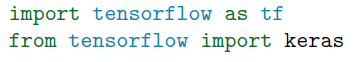 import tensorflow as tf
from tensorflow import keras